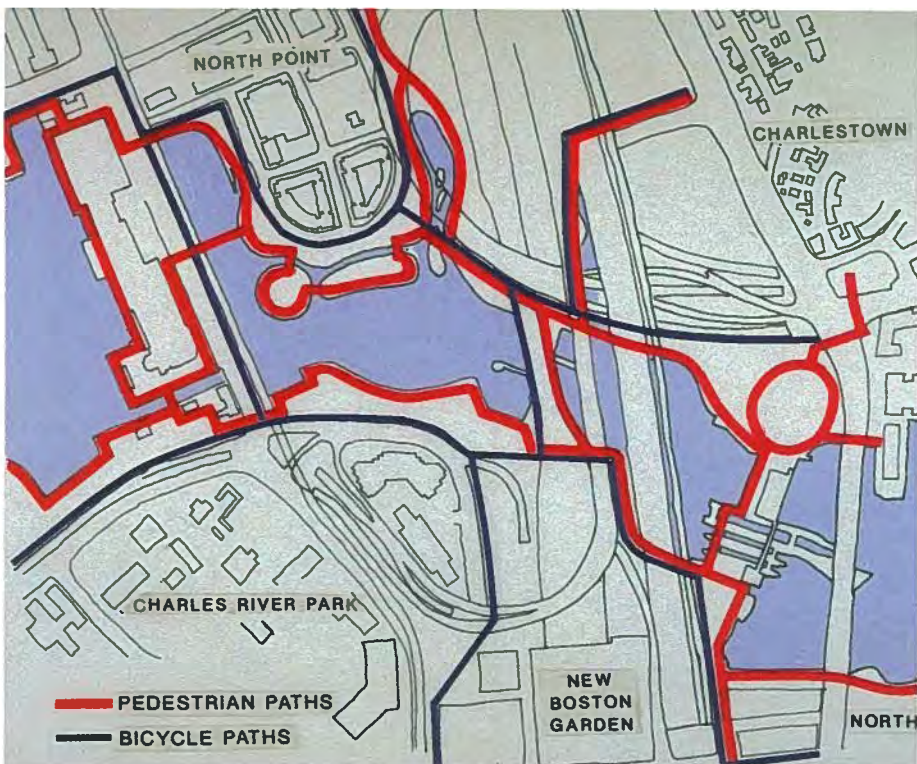 NORTH POINT
CHARLESTOWN
CHARLES RIVER PARK
PEDESTRIAN PATHS
BICYCLE PATHS
NEW
BOSTON
GARDEN
NORTH